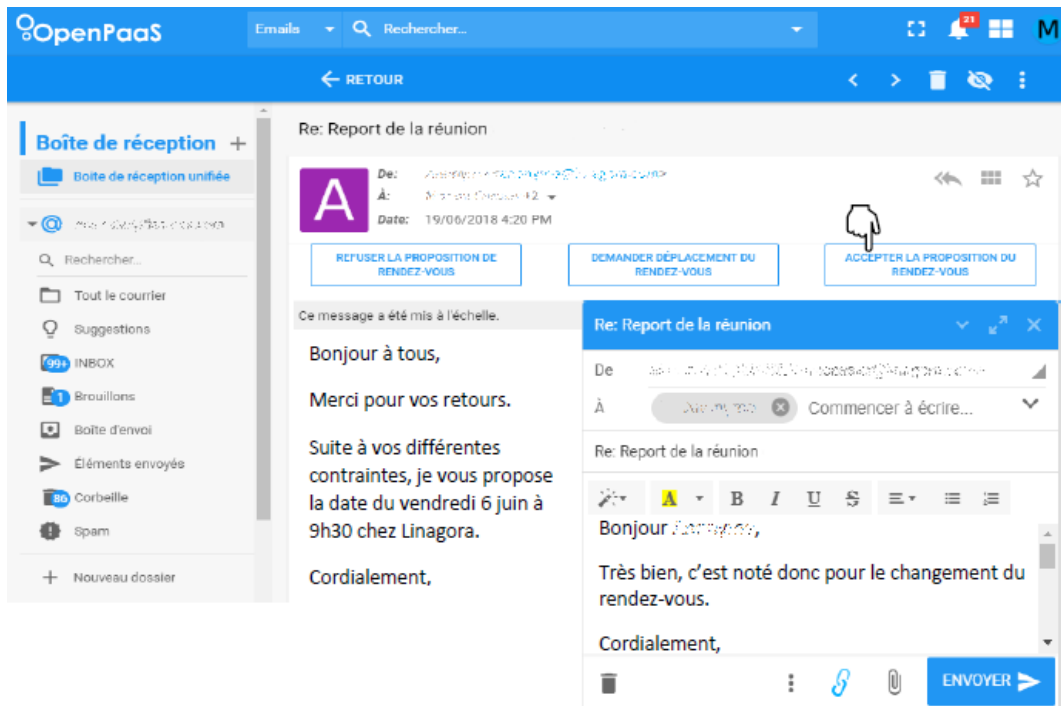 OpenPaaS
Emails
Rechercher...
21
M
RETOUR
Boîte de réception +
Boite de réception unifiée
Rechercher...
Tout le courrier
Suggestions
99+ INBOX
1 Brouillons
Boîte d'envoi
Éléments envoyés
86 Corbeille
Spam
+ Nouveau dossier
Re: Report de la réunion
A
De:
À: +2
Date: 19/06/2018 4:20 PM
REFUSER LA PROPOSITION DE
RENDEZ-VOUS
DEMANDER DÉPLACEMENT DU
RENDEZ-VOUS
ACCEPTER LA PROPOSITION DU
RENDEZ-VOUS
Ce message a été mis à l'échelle.
Bonjour à tous,
Merci pour vos retours.
Suite à vos différentes
contraintes, je vous propose
la date du vendredi 6 juin à
9h30 chez Linagora.
Cordialement,
Re: Report de la réunion
De
À Commencer à écrire...
Re: Report de la réunion
A B I U S
Bonjour ,
Très bien, c'est noté donc pour le changement du
rendez-vous.
Cordialement,
ENVOYER